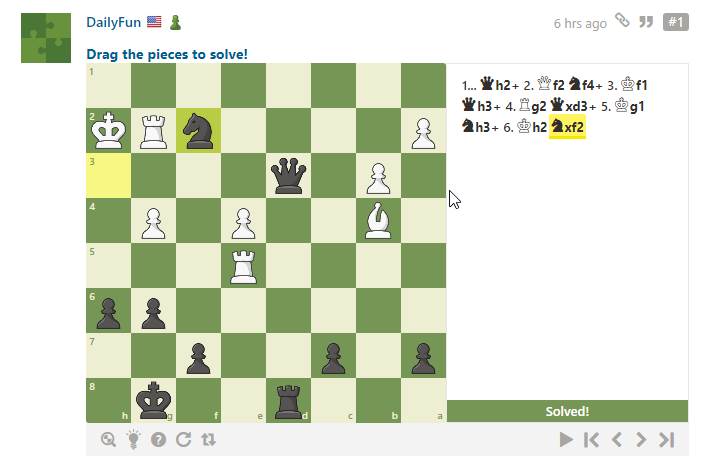 DailyFun
6 hrs ago
#1
Drag the pieces to solve!
1
2
3
4
5
6
7
8
h g f e d c b a
1... ♛h2+ 2. ♕f2 ♞f4+ 3. ♔f1
♛h3+ 4. ♖g2 ♛xd3+ 5. ♔g1
♞h3+ 6. ♔h2 ♞xf2
Solved!